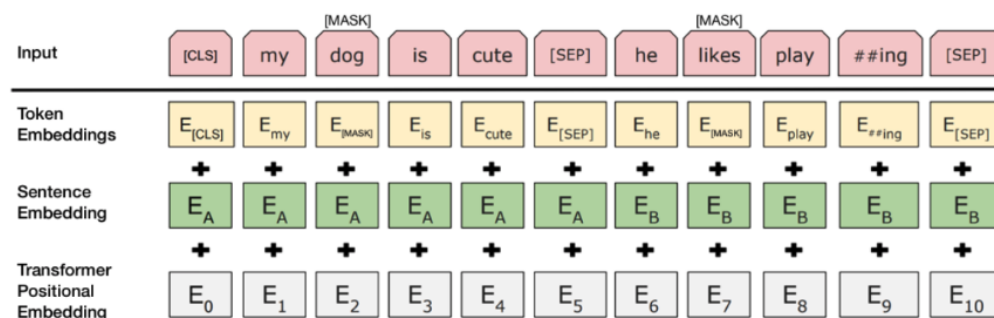 [MASK] [MASK]
Input [CLS] my dog is cute [SEP] he likes play ##ing [SEP]
Token Embeddings E[CLS] Emy E[MASK] Eis Ecute E[SEP] Ehe E[MASK] Eplay E##ing E[SEP]
+ + + + + + + + + + +
Sentence Embedding EA EA EA EA EA EA EB EB EB EB EB
+ + + + + + + + + + +
Transformer Positional Embedding E0 E1 E2 E3 E4 E5 E6 E7 E8 E9 E10